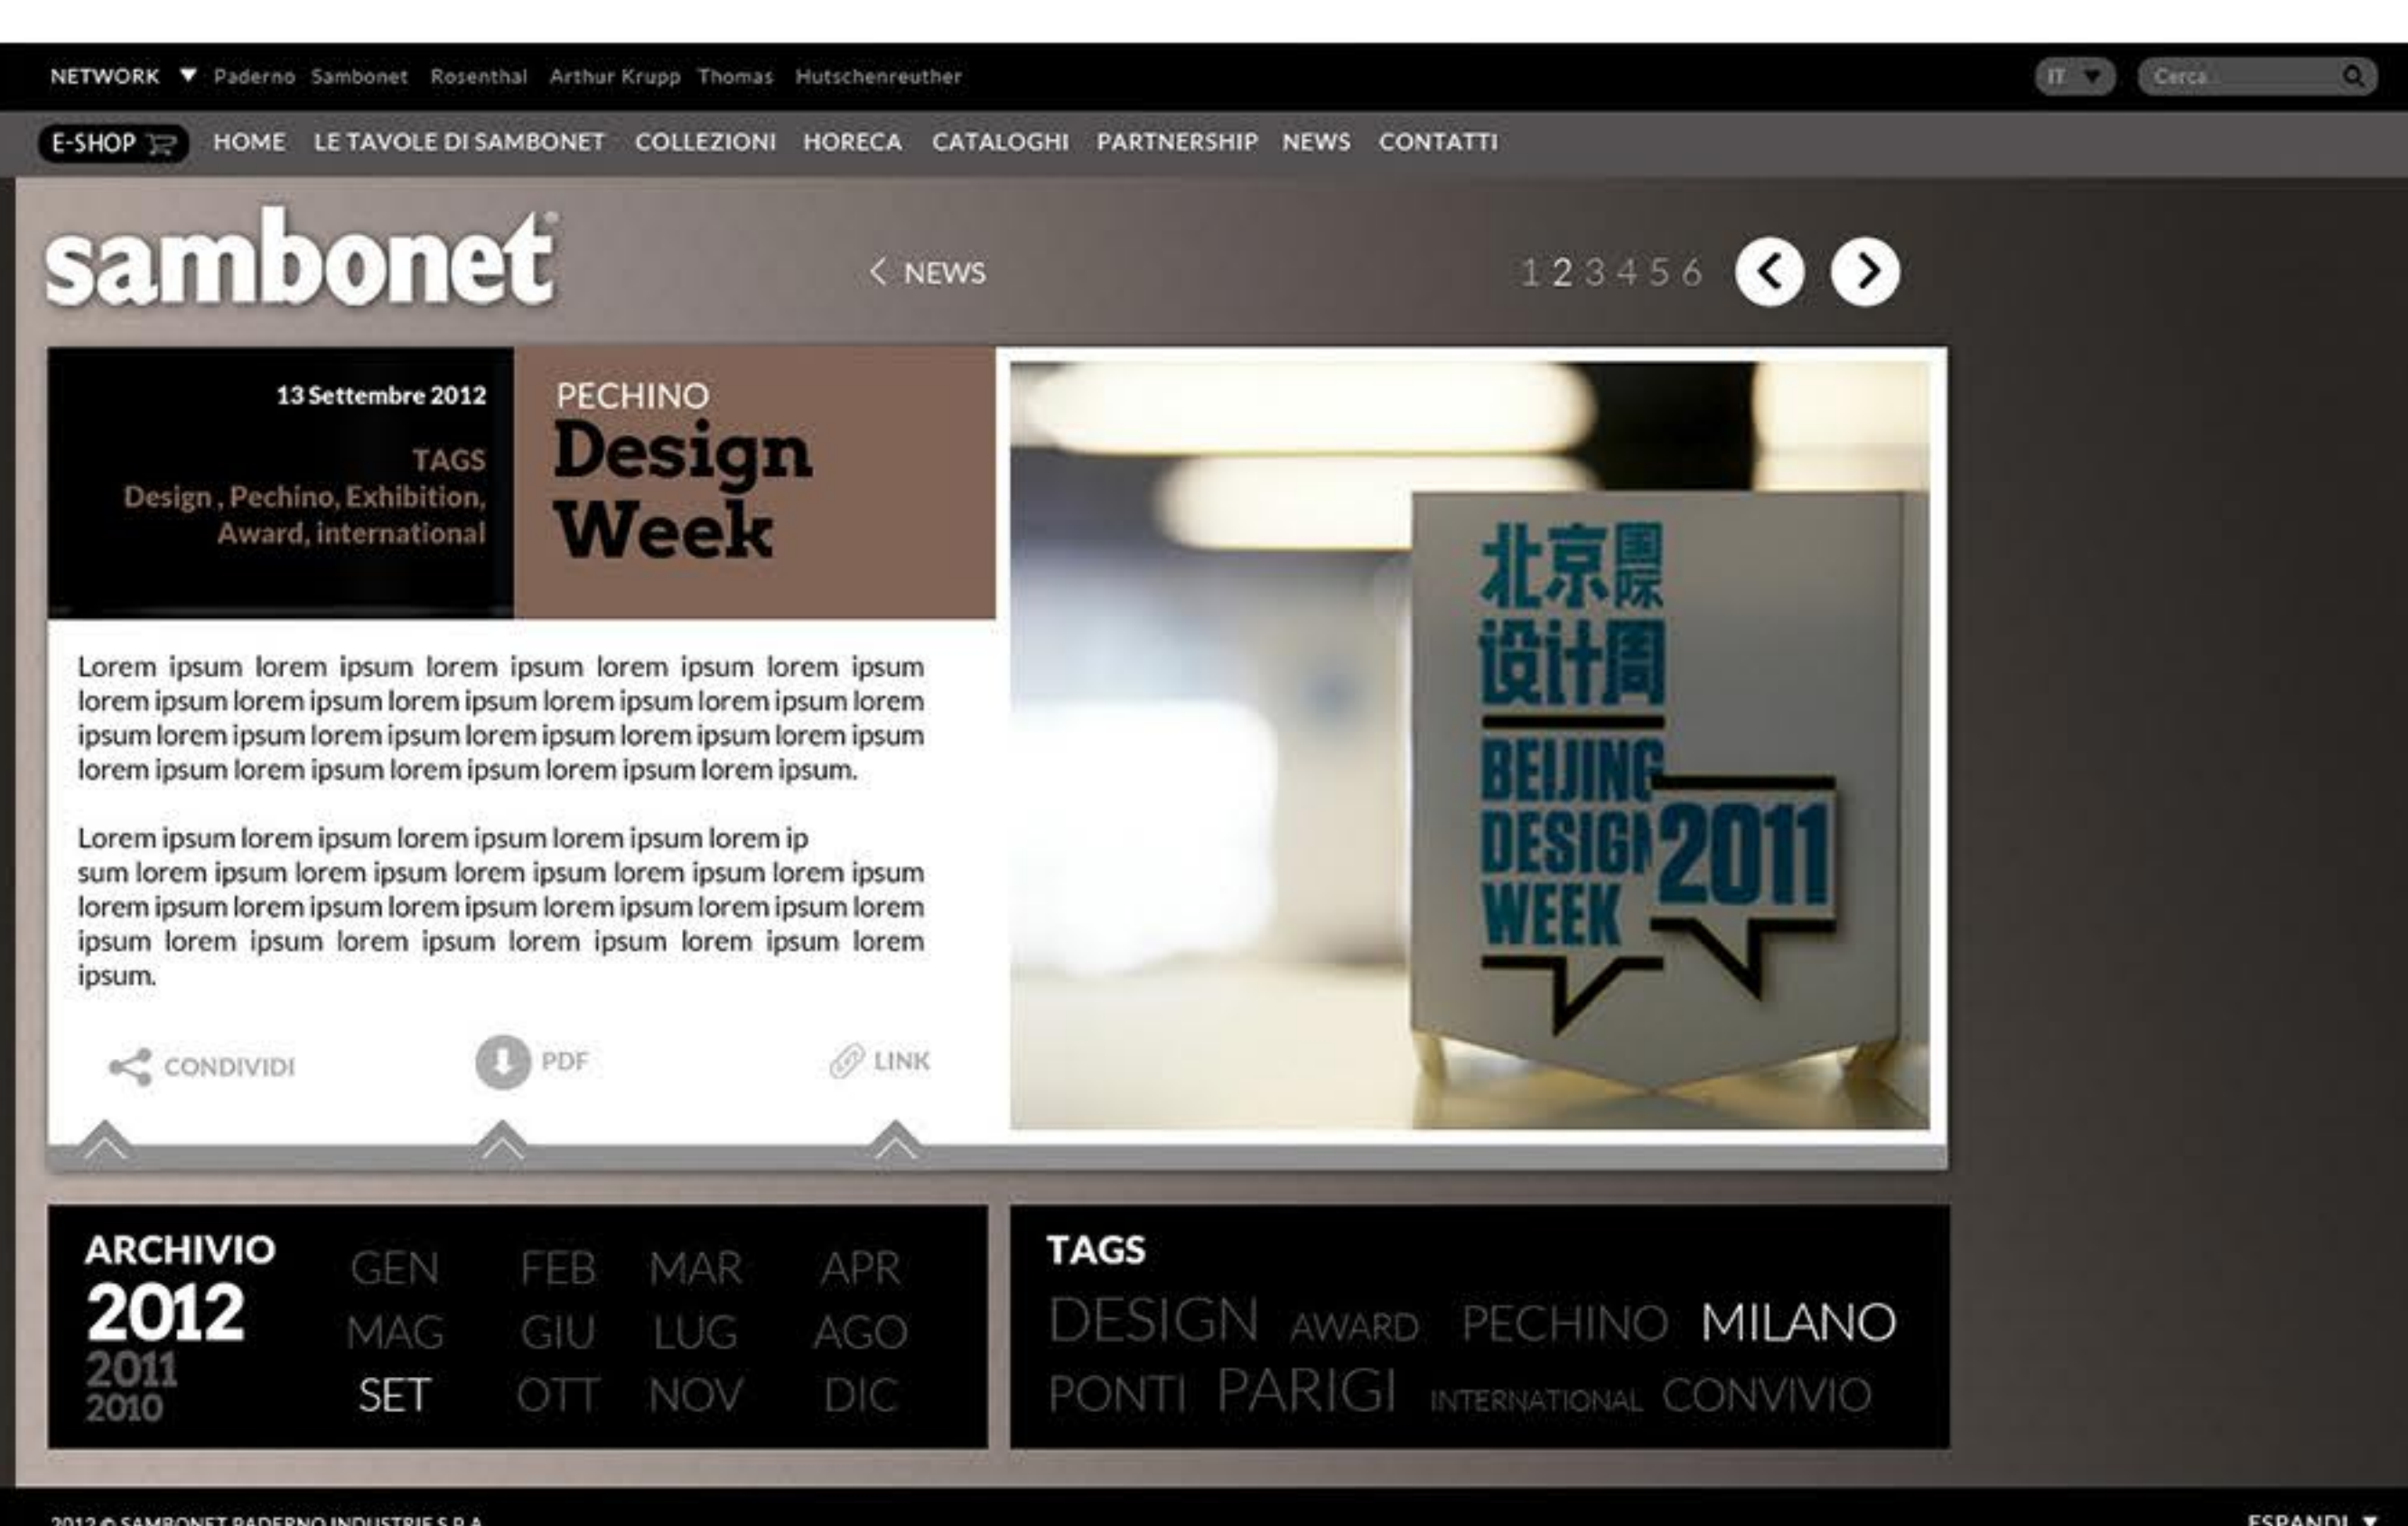 NETWORK ▼ Paderno Sambonet Rosenthal Arthur Krupp Thomas Hutschenreuther
IT ▼ Cerca
E-SHOP HOME LE TAVOLE DI SAMBONET COLLEZIONI HORECA CATALOGHI PARTNERSHIP NEWS CONTATTI
sambonet®
< NEWS
1 2 3 4 5 6
13 Settembre 2012
TAGS
Design , Pechino, Exhibition,
Award, international
PECHINO
Design
Week
Lorem ipsum lorem ipsum lorem ipsum lorem ipsum lorem ipsum
lorem ipsum lorem ipsum lorem ipsum lorem ipsum lorem ipsum lorem
ipsum lorem ipsum lorem ipsum lorem ipsum lorem ipsum lorem ipsum
lorem ipsum lorem ipsum lorem ipsum lorem ipsum lorem ipsum.
Lorem ipsum lorem ipsum lorem ipsum lorem ipsum lorem ip
sum lorem ipsum lorem ipsum lorem ipsum lorem ipsum lorem ipsum
lorem ipsum lorem ipsum lorem ipsum lorem ipsum lorem ipsum lorem
ipsum lorem ipsum lorem ipsum lorem ipsum lorem ipsum lorem
ipsum.
CONDIVIDI PDF LINK
北京国际
设计周
BEIJING
DESIGN
WEEK
2011
ARCHIVIO
2012
2011
2010
GEN FEB MAR APR
MAG GIU LUG AGO
SET OTT NOV DIC
TAGS
DESIGN AWARD PECHINO MILANO
PONTI PARIGI INTERNATIONAL CONVIVIO
2012 © SAMBONET PADERNO INDUSTRIE S.P.A.
ESPANDI ▼